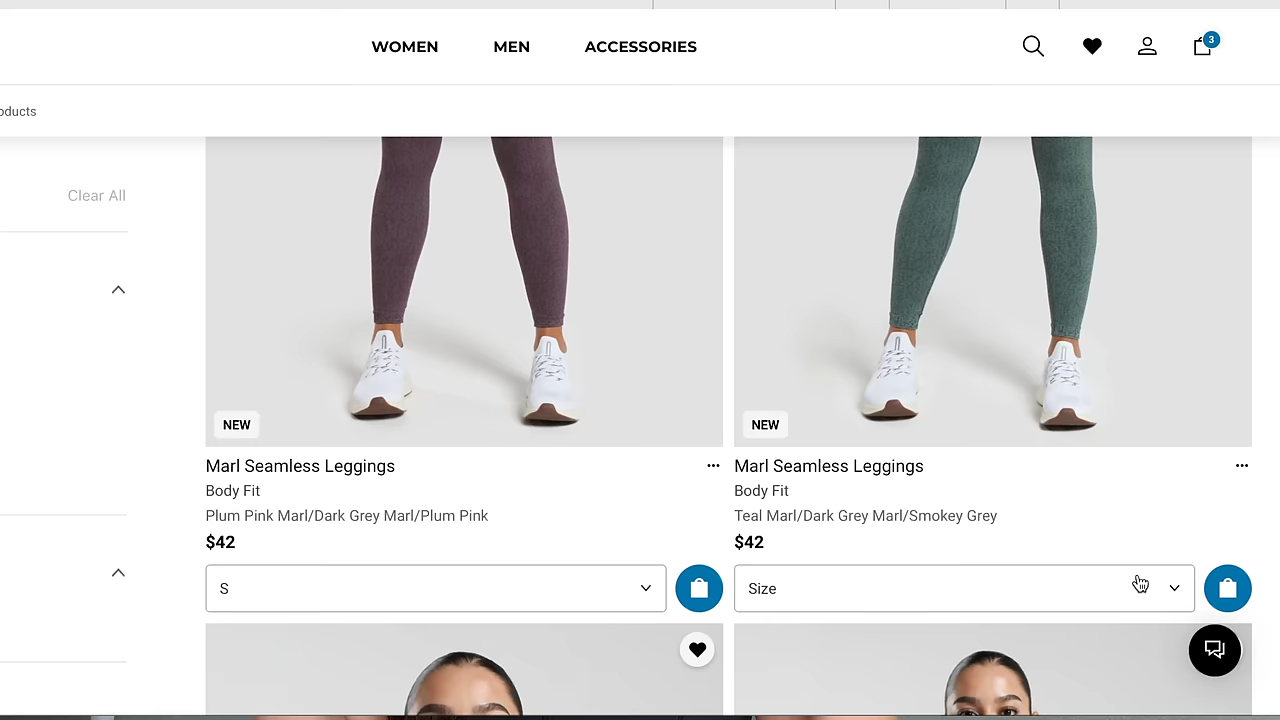 WOMEN MEN ACCESSORIES 3
oducts
Clear All
NEW NEW
Marl Seamless Leggings Marl Seamless Leggings
Body Fit Body Fit
Plum Pink Marl/Dark Grey Marl/Plum Pink Teal Marl/Dark Grey Marl/Smokey Grey
$42 $42
S Size